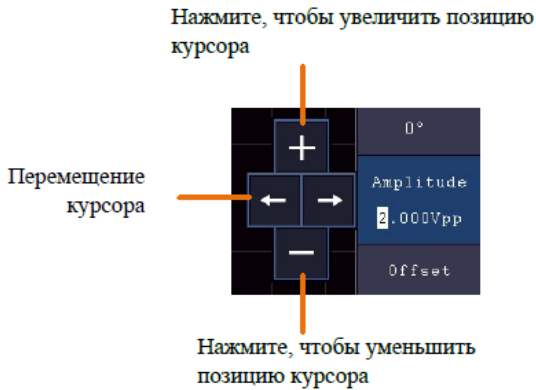 Нажмите, чтобы увеличить позицию
курсора
Перемещение
курсора
+
← →
−
0°
Amplitude
2.000Vpp
Offset
Нажмите, чтобы уменьшить
позицию курсора